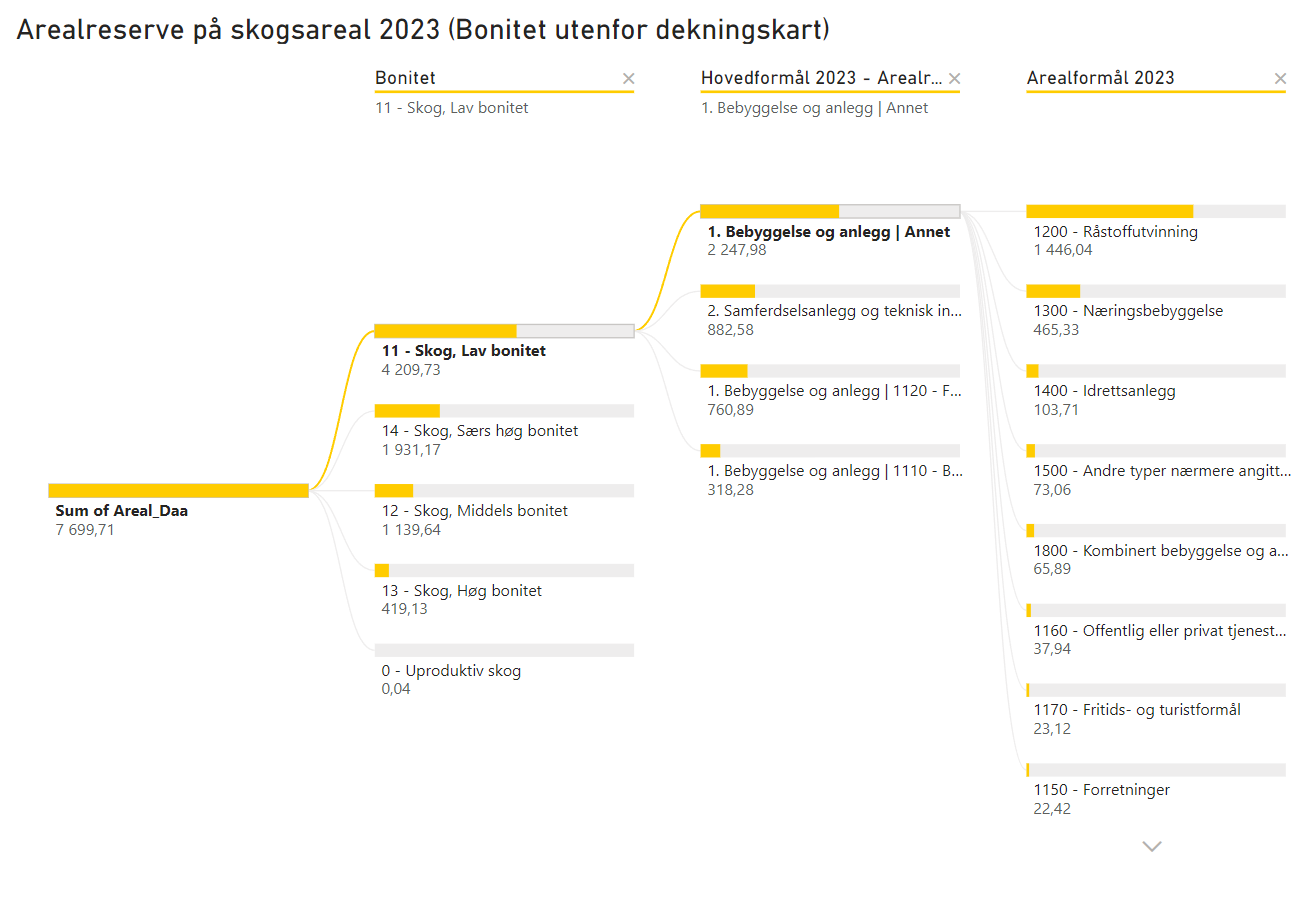 Arealreserve på skogsareal 2023 (Bonitet utenfor dekningskart)
Bonitet
11 - Skog, Lav bonitet
Hovedformål 2023 - Arealr...
1. Bebyggelse og anlegg | Annet
Arealformål 2023
Sum of Areal_Daa
7 699,71
11 - Skog, Lav bonitet
4 209,73
14 - Skog, Særs høg bonitet
1 931,17
12 - Skog, Middels bonitet
1 139,64
13 - Skog, Høg bonitet
419,13
0 - Uproduktiv skog
0,04
1. Bebyggelse og anlegg | Annet
2 247,98
2. Samferdselsanlegg og teknisk in...
882,58
1. Bebyggelse og anlegg | 1120 - F...
760,89
1. Bebyggelse og anlegg | 1110 - B...
318,28
1200 - Råstoffutvinning
1 446,04
1300 - Næringsbebyggelse
465,33
1400 - Idrettsanlegg
103,71
1500 - Andre typer nærmere angitt...
73,06
1800 - Kombinert bebyggelse og a...
65,89
1160 - Offentlig eller privat tjenest...
37,94
1170 - Fritids- og turistformål
23,12
1150 - Forretninger
22,42